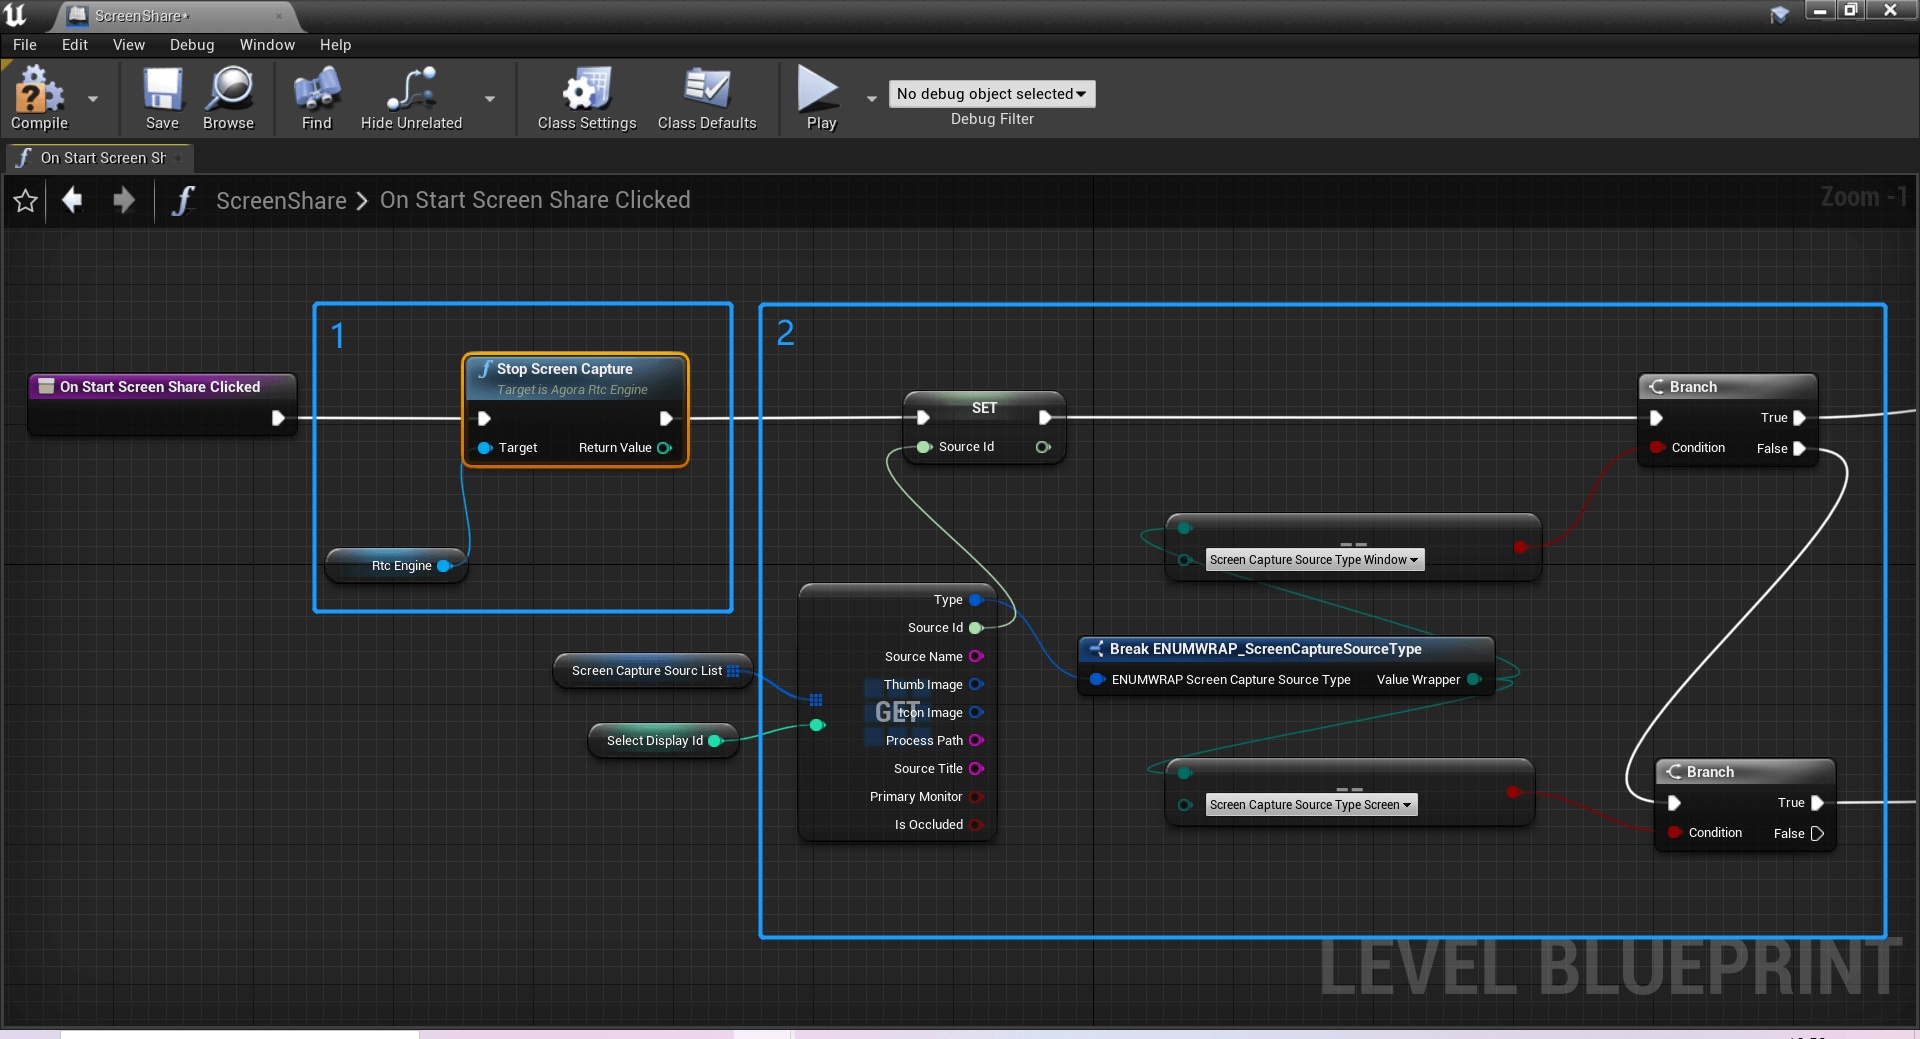 ScreenShare*
File Edit View Debug Window Help
Compile Save Browse Find Hide Unrelated Class Settings Class Defaults Play
No debug object selected
Debug Filter
On Start Screen Sh
ScreenShare > On Start Screen Share Clicked
Zoom -1
1
2
On Start Screen Share Clicked
Stop Screen Capture
Target is Agora Rtc Engine
Target Return Value
Rtc Engine
SET
Source Id
Branch
True
Condition False
==
Screen Capture Source Type Window
Type
Source Id
Source Name
Thumb Image
Icon Image
GET
Process Path
Source Title
Primary Monitor
Is Occluded
Screen Capture Sourc List
Select Display Id
Break ENUMWRAP_ScreenCaptureSourceType
ENUMWRAP Screen Capture Source Type Value Wrapper
==
Screen Capture Source Type Screen
Branch
True
Condition False
LEVEL BLUEPRINT